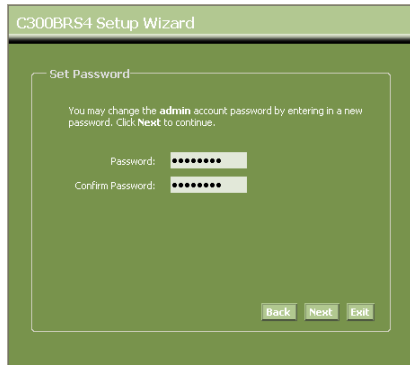 C300BRS4 Setup Wizard
Set Password
You may change the admin account password by entering in a new
password. Click Next to continue.
Password: ●●●●●●●●
Confirm Password: ●●●●●●●●
Back Next Exit